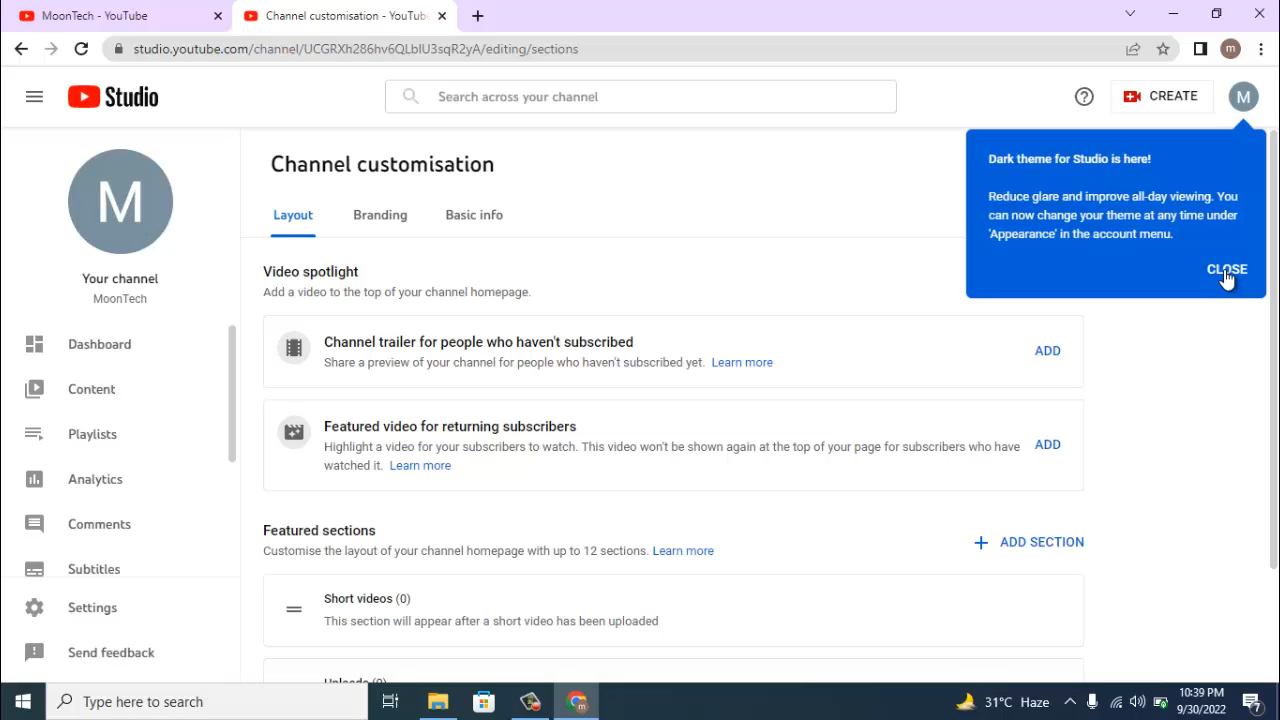 MoonTech - YouTube
Channel customisation - YouTube
studio.youtube.com/channel/UCGRXh286hv6QLbIU3sqR2yA/editing/sections
m
Studio
Search across your channel
CREATE
M
Dark theme for Studio is here!
Reduce glare and improve all-day viewing. You
can now change your theme at any time under
'Appearance' in the account menu.
CLOSE
M
Your channel
MoonTech
Dashboard
Content
Playlists
Analytics
Comments
Subtitles
Settings
Send feedback
Channel customisation
Layout
Branding
Basic info
Video spotlight
Add a video to the top of your channel homepage.
Channel trailer for people who haven't subscribed
Share a preview of your channel for people who haven't subscribed yet. Learn more
ADD
Featured video for returning subscribers
Highlight a video for your subscribers to watch. This video won't be shown again at the top of your page for subscribers who have
watched it. Learn more
ADD
Featured sections
Customise the layout of your channel homepage with up to 12 sections. Learn more
ADD SECTION
Short videos (0)
This section will appear after a short video has been uploaded
Uploads (0)
Type here to search
m
31°C Haze
10:39 PM
9/30/2022
7